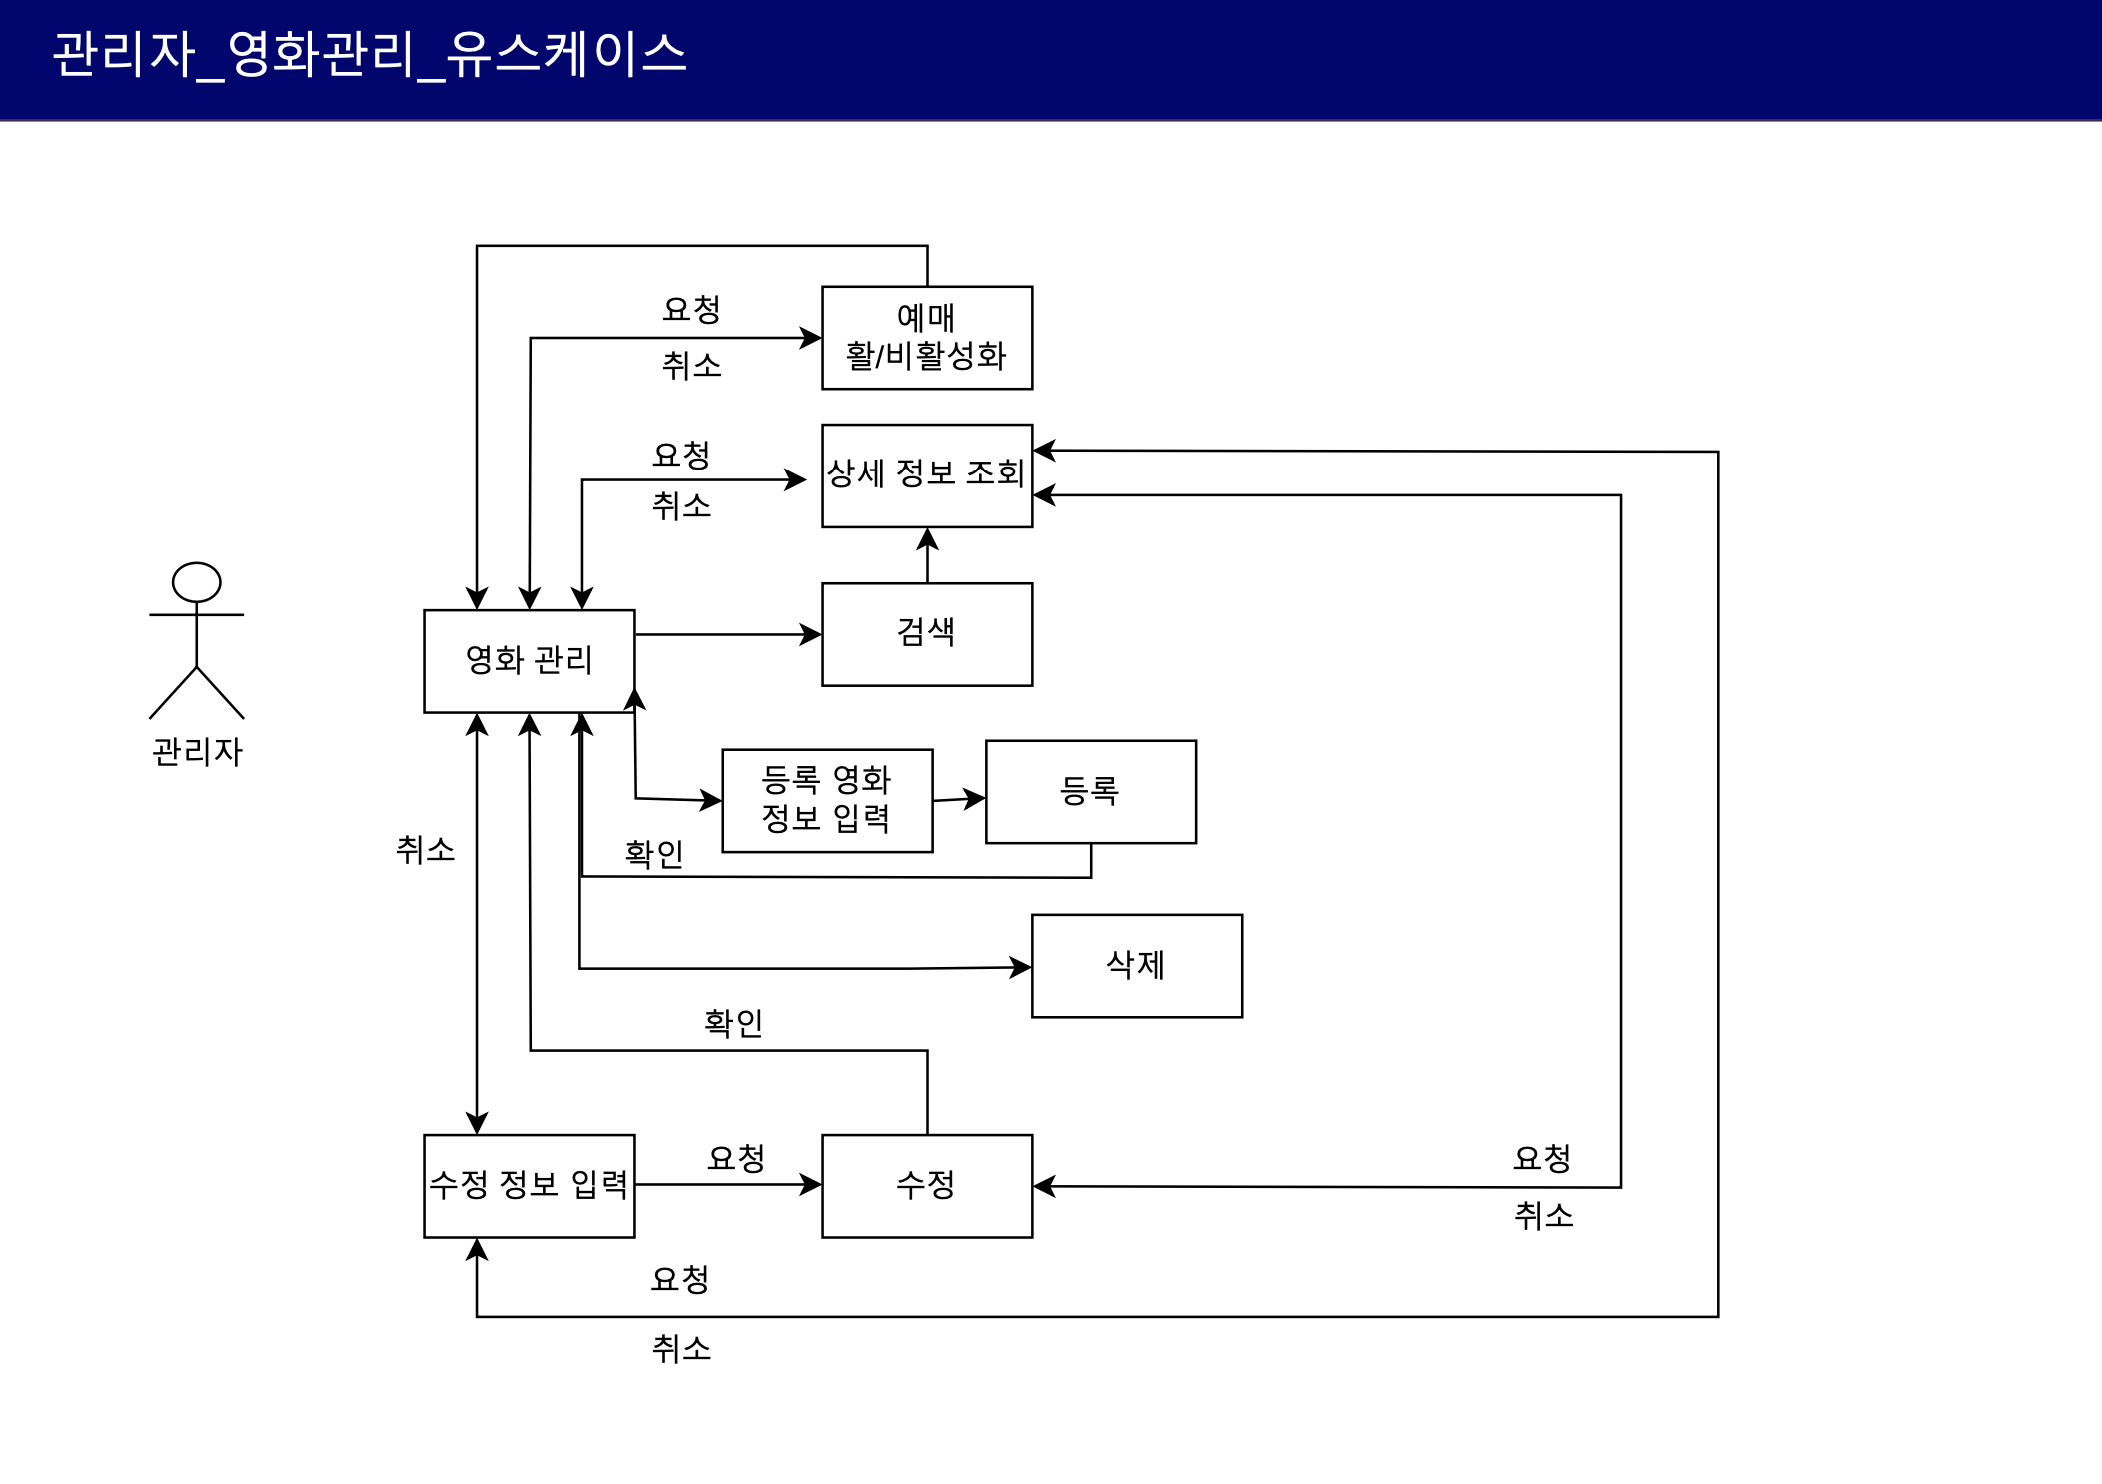 관리자_영화관리_유스케이스
요청
예매
활/비활성화
취소
요청
상세 정보 조회
취소
검색
영화 관리
관리자
등록 영화
정보 입력
등록
취소
확인
삭제
확인
요청
요청
수정 정보 입력
수정
취소
요청
취소